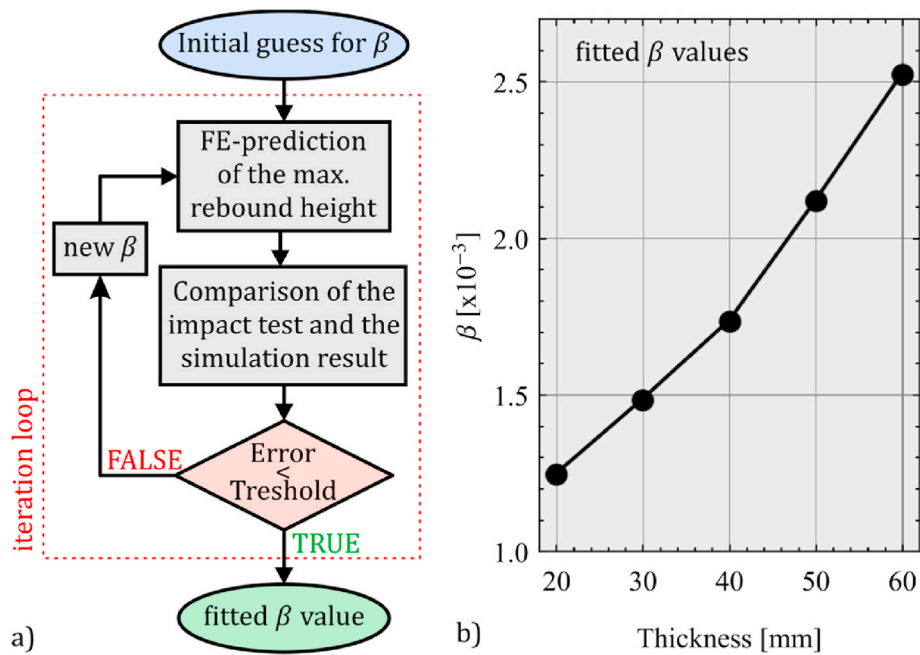 Initial guess for β
FE-prediction
of the max.
rebound height
new β
Comparison of the
impact test and the
simulation result
iteration loop
FALSE
Error
<
Treshold
TRUE
fitted β value
a)
fitted β values
β [x10⁻³]
2.5
2.0
1.5
1.0
20 30 40 50 60
b)
Thickness [mm]